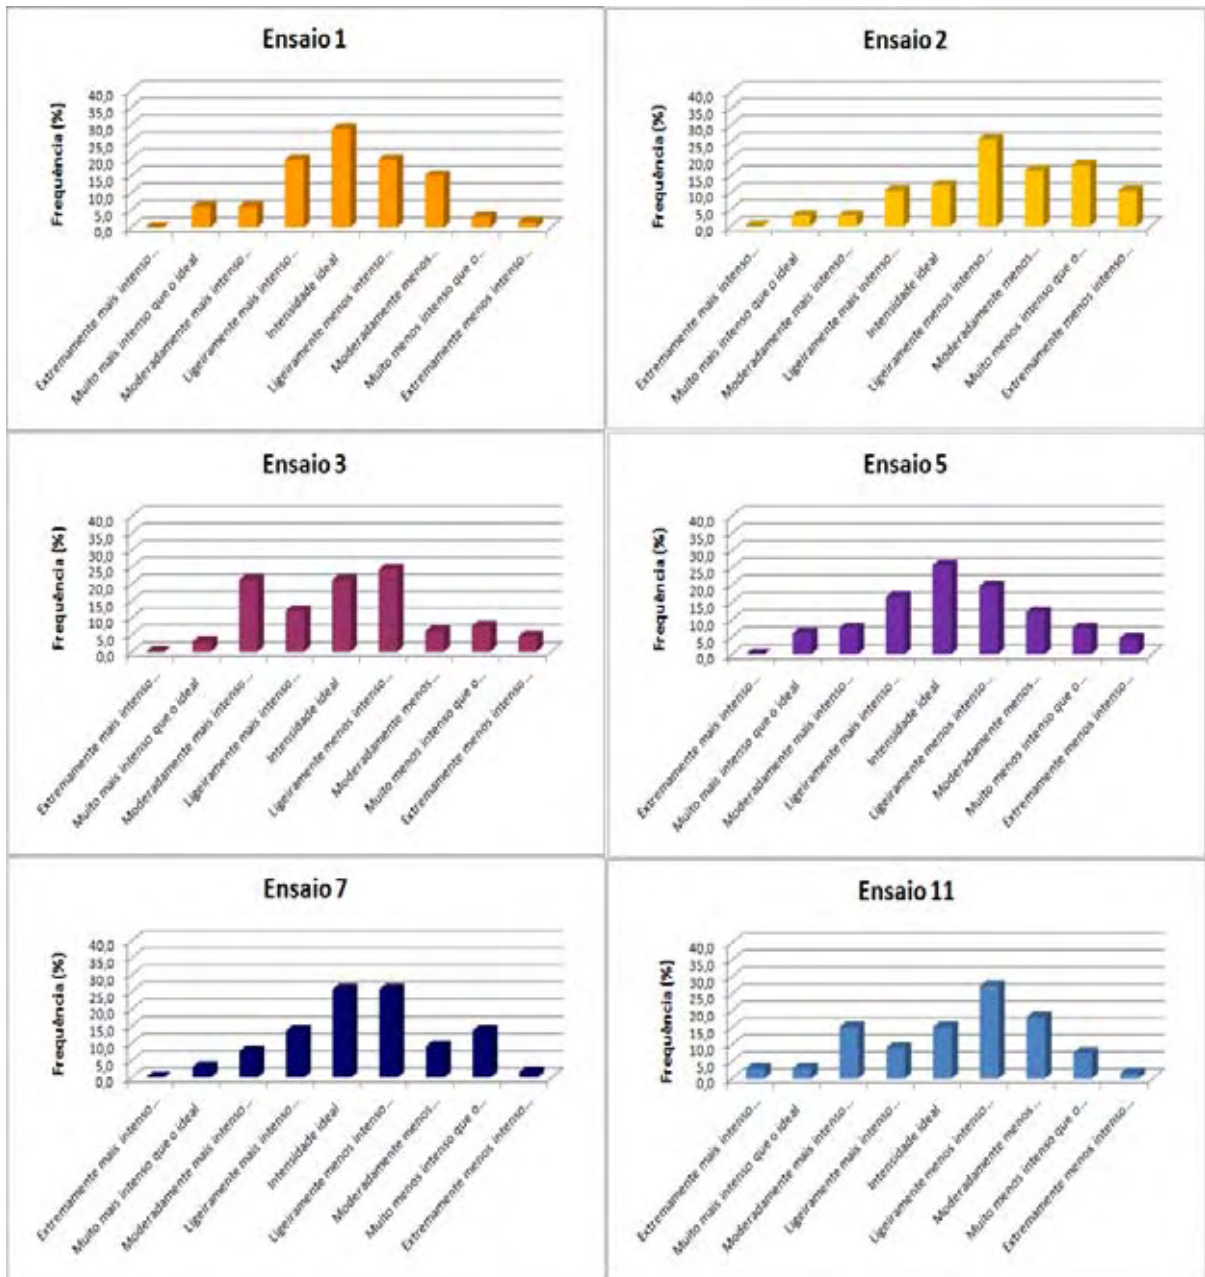 Ensaio 1
Frequência (%)
40,0
35,0
30,0
25,0
20,0
15,0
10,0
5,0
0,0
Extremamente mais intenso...
Muito mais intenso que o ideal
Moderadamente mais intenso...
Ligeiramente mais intenso...
Intensidade ideal
Ligeiramente menos intenso...
Moderadamente menos...
Muito menos intenso que o...
Extremamente menos intenso...
Ensaio 2
Frequência (%)
40,0
35,0
30,0
25,0
20,0
15,0
10,0
5,0
0,0
Extremamente mais intenso...
Muito mais intenso que o ideal
Moderadamente mais intenso...
Ligeiramente mais intenso...
Intensidade ideal
Ligeiramente menos intenso...
Moderadamente menos...
Muito menos intenso que o...
Extremamente menos intenso...
Ensaio 3
Frequência (%)
40,0
35,0
30,0
25,0
20,0
15,0
10,0
5,0
0,0
Extremamente mais intenso...
Muito mais intenso que o ideal
Moderadamente mais intenso...
Ligeiramente mais intenso...
Intensidade ideal
Ligeiramente menos intenso...
Moderadamente menos...
Muito menos intenso que o...
Extremamente menos intenso...
Ensaio 5
Frequência (%)
40,0
35,0
30,0
25,0
20,0
15,0
10,0
5,0
0,0
Extremamente mais intenso...
Muito mais intenso que o ideal
Moderadamente mais intenso...
Ligeiramente mais intenso...
Intensidade ideal
Ligeiramente menos intenso...
Moderadamente menos...
Muito menos intenso que o...
Extremamente menos intenso...
Ensaio 7
Frequência (%)
40,0
35,0
30,0
25,0
20,0
15,0
10,0
5,0
0,0
Extremamente mais intenso...
Muito mais intenso que o ideal
Moderadamente mais intenso...
Ligeiramente mais intenso...
Intensidade ideal
Ligeiramente menos intenso...
Moderadamente menos...
Muito menos intenso que o...
Extremamente menos intenso...
Ensaio 11
Frequência (%)
40,0
35,0
30,0
25,0
20,0
15,0
10,0
5,0
0,0
Extremamente mais intenso...
Muito mais intenso que o ideal
Moderadamente mais intenso...
Ligeiramente mais intenso...
Intensidade ideal
Ligeiramente menos intenso...
Moderadamente menos...
Muito menos intenso que o...
Extremamente menos intenso...